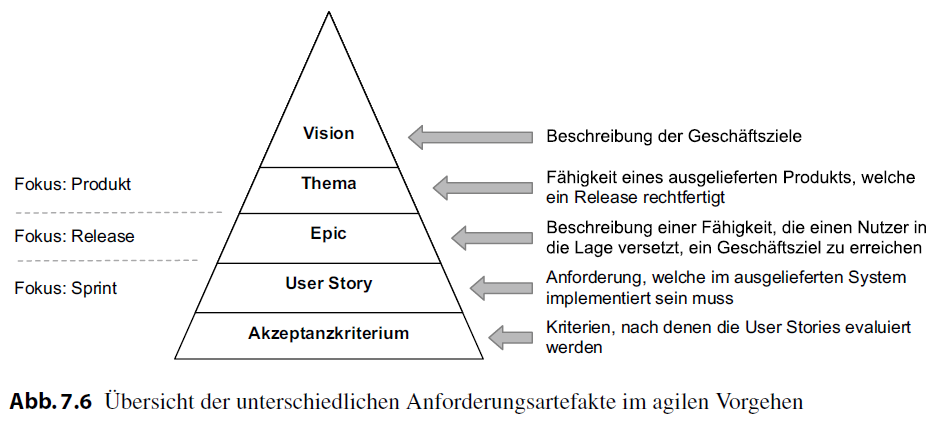 Vision
Beschreibung der Geschäftsziele
Fokus: Produkt
Thema
Fähigkeit eines ausgelieferten Produkts, welche
ein Release rechtfertigt
Fokus: Release
Epic
Beschreibung einer Fähigkeit, die einen Nutzer in
die Lage versetzt, ein Geschäftsziel zu erreichen
Fokus: Sprint
User Story
Anforderung, welche im ausgelieferten System
implementiert sein muss
Akzeptanzkriterium
Kriterien, nach denen die User Stories evaluiert
werden
Abb. 7.6 Übersicht der unterschiedlichen Anforderungsartefakte im agilen Vorgehen